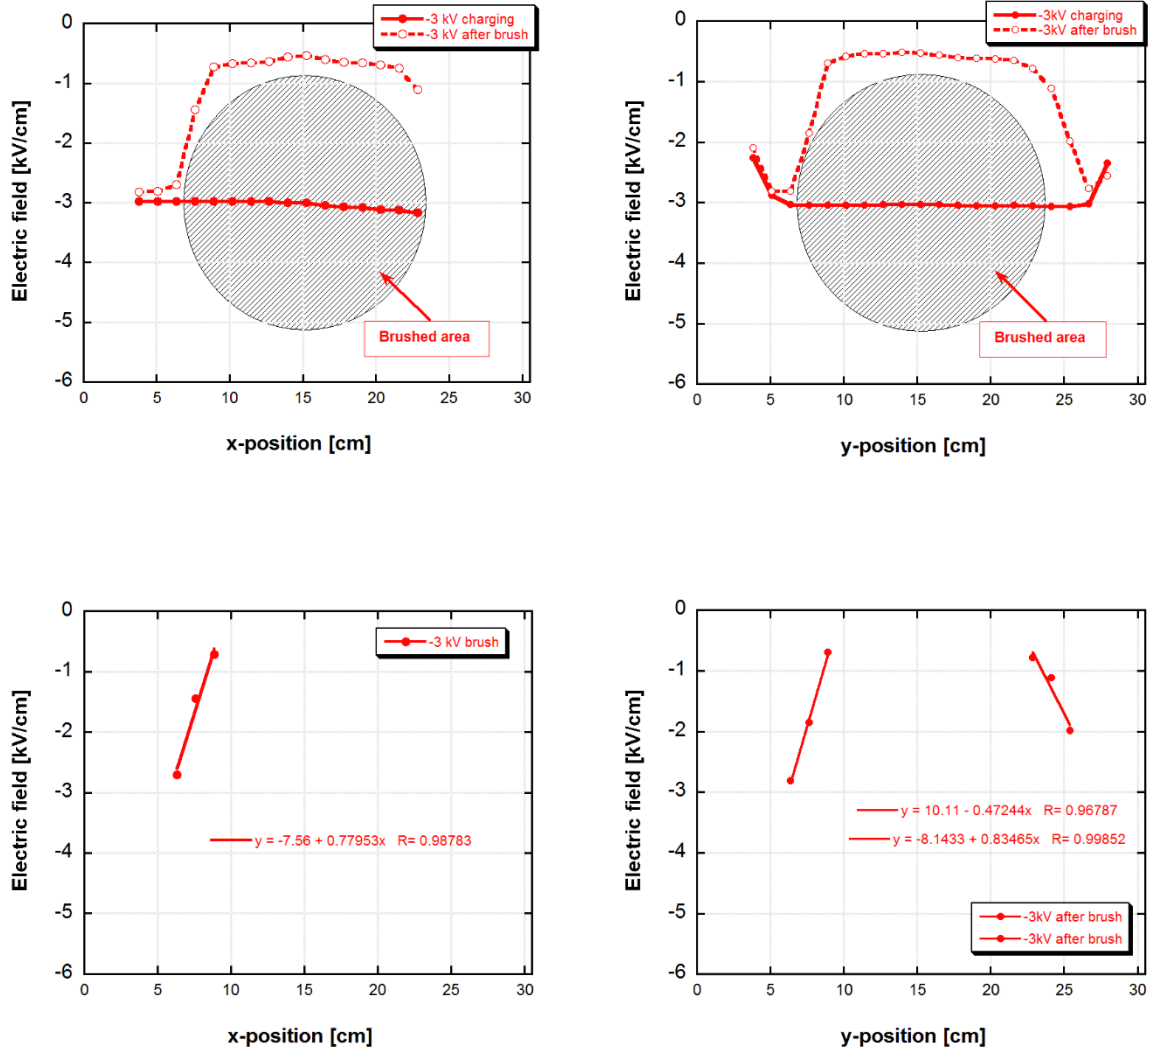 -3 kV charging
-3 kV after brush
0
-1
-2
-3
-4
-5
-6
Electric field [kV/cm]
Brushed area
0 5 10 15 20 25 30
x-position [cm]
-3kV charging
-3kV after brush
0
-1
-2
-3
-4
-5
-6
Electric field [kV/cm]
Brushed area
0 5 10 15 20 25 30
y-position [cm]
0
-1
-2
-3
-4
-5
-6
Electric field [kV/cm]
-3 kV brush
y = -7.56 + 0.77953x R= 0.98783
0 5 10 15 20 25 30
x-position [cm]
0
-1
-2
-3
-4
-5
-6
Electric field [kV/cm]
y = 10.11 - 0.47244x R= 0.96787
y = -8.1433 + 0.83465x R= 0.99852
-3kV after brush
-3kV after brush
0 5 10 15 20 25 30
y-position [cm]